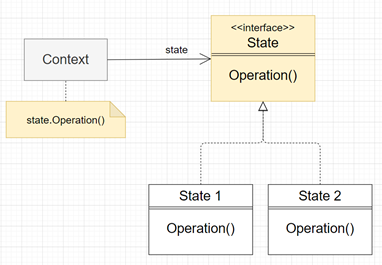 <<interface>>
State
Operation()
Context
state
state.Operation()
State 1
Operation()
State 2
Operation()